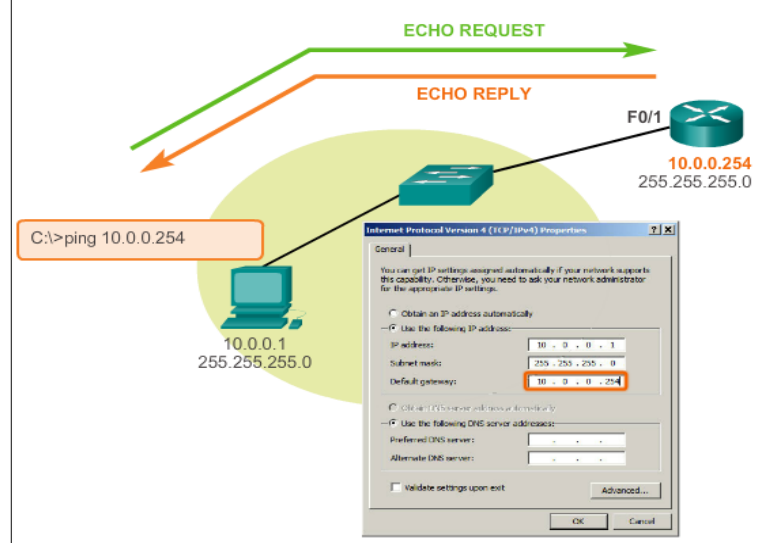 ECHO REQUEST
ECHO REPLY
F0/1
10.0.0.254
255.255.255.0
C:\>ping 10.0.0.254
10.0.0.1
255.255.255.0
Internet Protocol Version 4 (TCP/IPv4) Properties
General
You can get IP settings assigned automatically if your network supports
this capability. Otherwise, you need to ask your network administrator
for the appropriate IP settings.
Obtain an IP address automatically
Use the following IP address:
IP address: 10 . 0 . 0 . 1
Subnet mask: 255 . 255 . 255 . 0
Default gateway: 10 . 0 . 0 . 254
Obtain DNS server address automatically
Use the following DNS server addresses:
Preferred DNS server: . . .
Alternate DNS server: . . .
Validate settings upon exit
Advanced...
OK Cancel